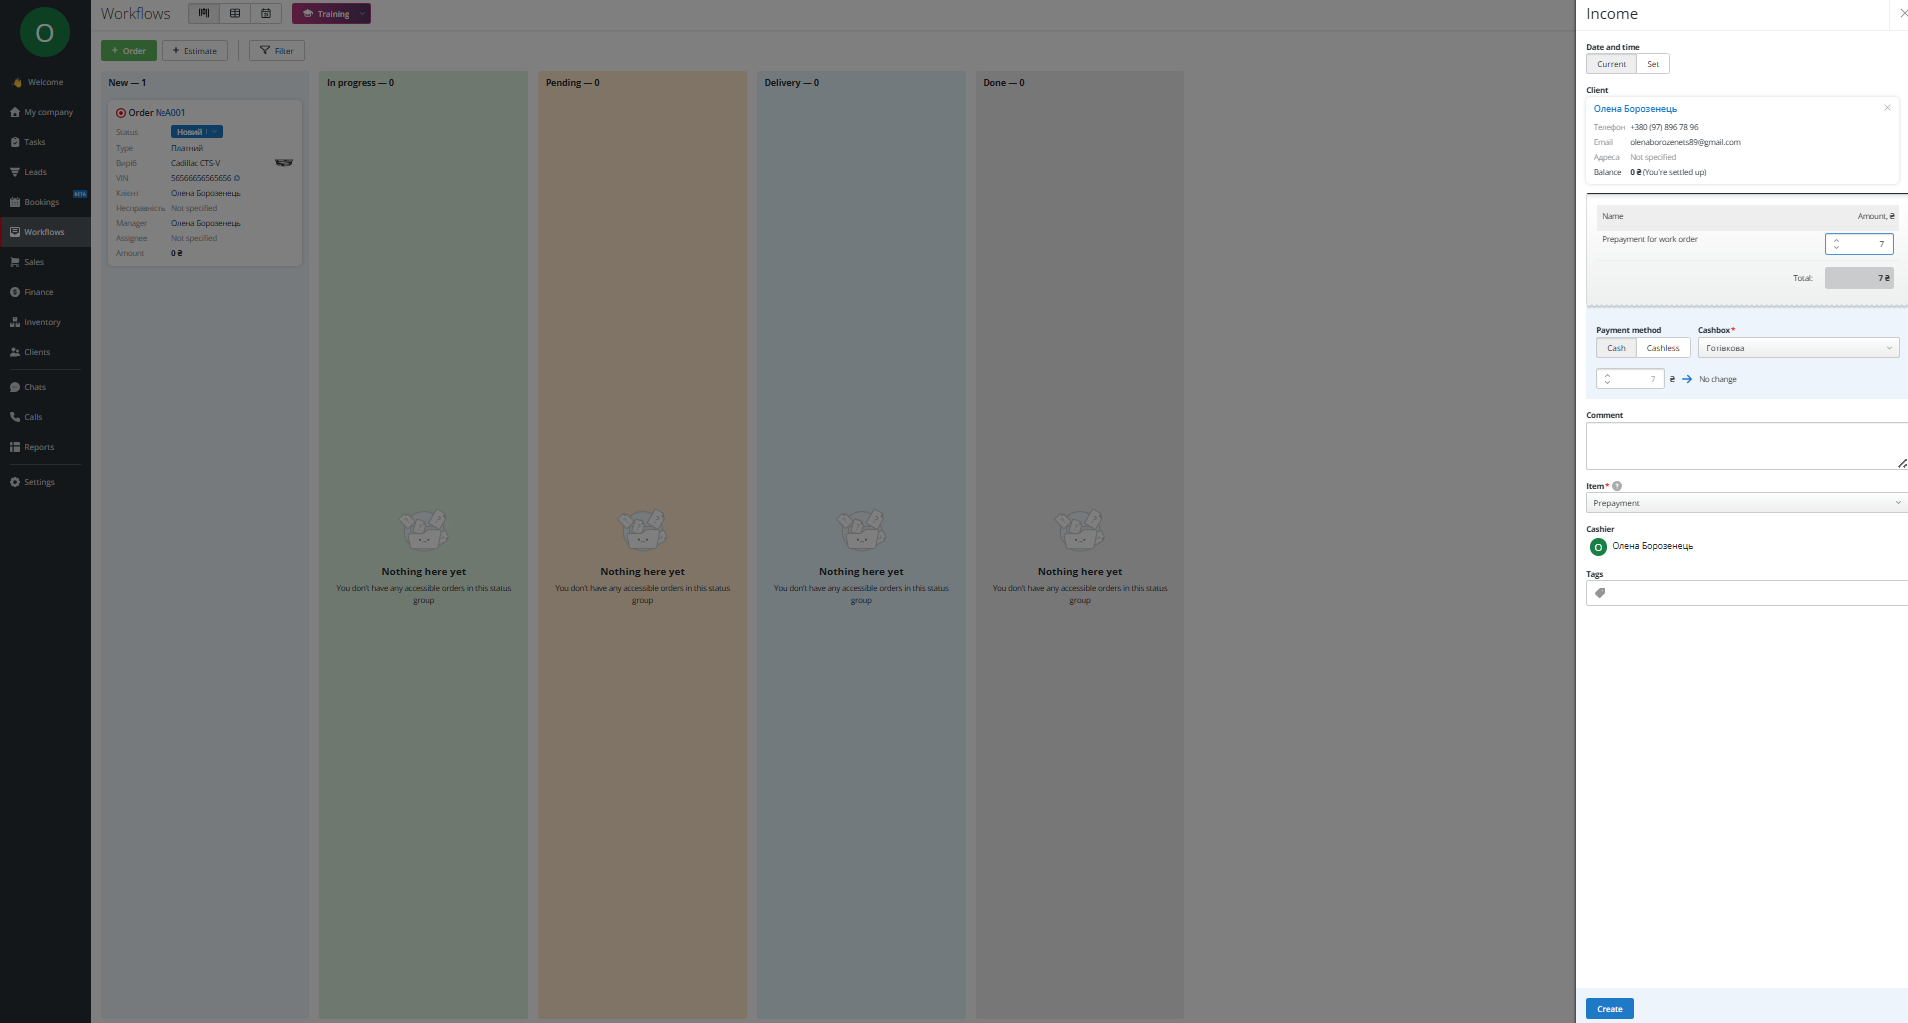 O
Welcome
My company
Tasks
Leads
Bookings
BETA
Workflows
Sales
Finance
Inventory
Clients
Chats
Calls
Reports
Settings
Workflows
Training
+ Order
+ Estimate
Filter
New — 1
Order №A001
Status Новий
Type Платний
Виріб Cadillac CTS-V
VIN 56566656565656
Клієнт Олена Борозенець
Несправність Not specified
Manager Олена Борозенець
Assignee Not specified
Amount 0 ₴
In progress — 0
Nothing here yet
You don't have any accessible orders in this status
group
Pending — 0
Nothing here yet
You don't have any accessible orders in this status
group
Delivery — 0
Nothing here yet
You don't have any accessible orders in this status
group
Done — 0
Nothing here yet
You don't have any accessible orders in this status
group
Income
Date and time
Current Set
Client
Олена Борозенець
Телефон +380 (97) 896 78 96
Email olenaborozenets89@gmail.com
Адреса Not specified
Balance 0 ₴ (You're settled up)
Name Amount, ₴
Prepayment for work order 7
Total: 7 ₴
Payment method Cashbox*
Cash Cashless Готівкова
7 ₴ → No change
Comment
Item* ?
Prepayment
Cashier
O Олена Борозенець
Tags
Create